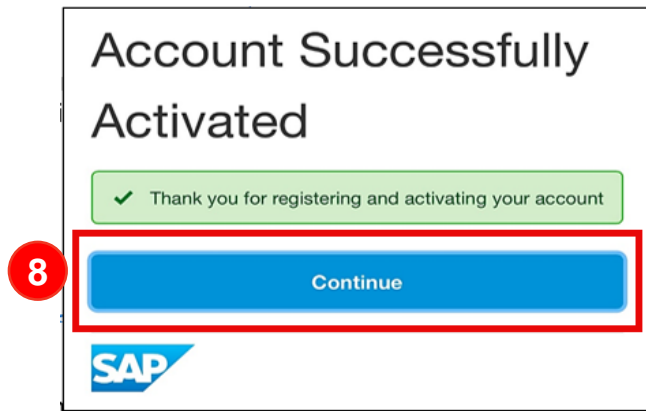 Account Successfully
Activated
Thank you for registering and activating your account
8
Continue
SAP